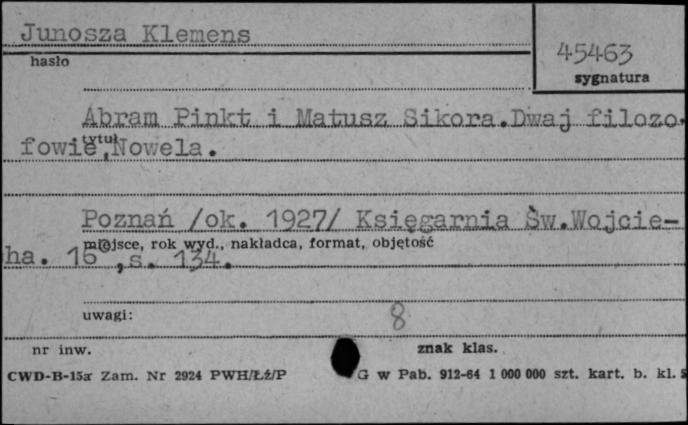 Junosza Klemens
hasło
45463
sygnatura
Abram Pinkt i Matusz Sikora.Dwaj filozo.
tytuł
fowie,Nowela.
Poznań /ok. 1927/ Księgarnia Św.Wojcie-
miejsce, rok wyd., nakładca, format, objętość
ha. 16°,s. 134.
uwagi:
8
nr inw.
znak klas.
CWD-B-15a Zam. Nr 2924 PWH/Łź/P
G w Pab. 912-64 1 000 000 szt. kart. b. kl. 5